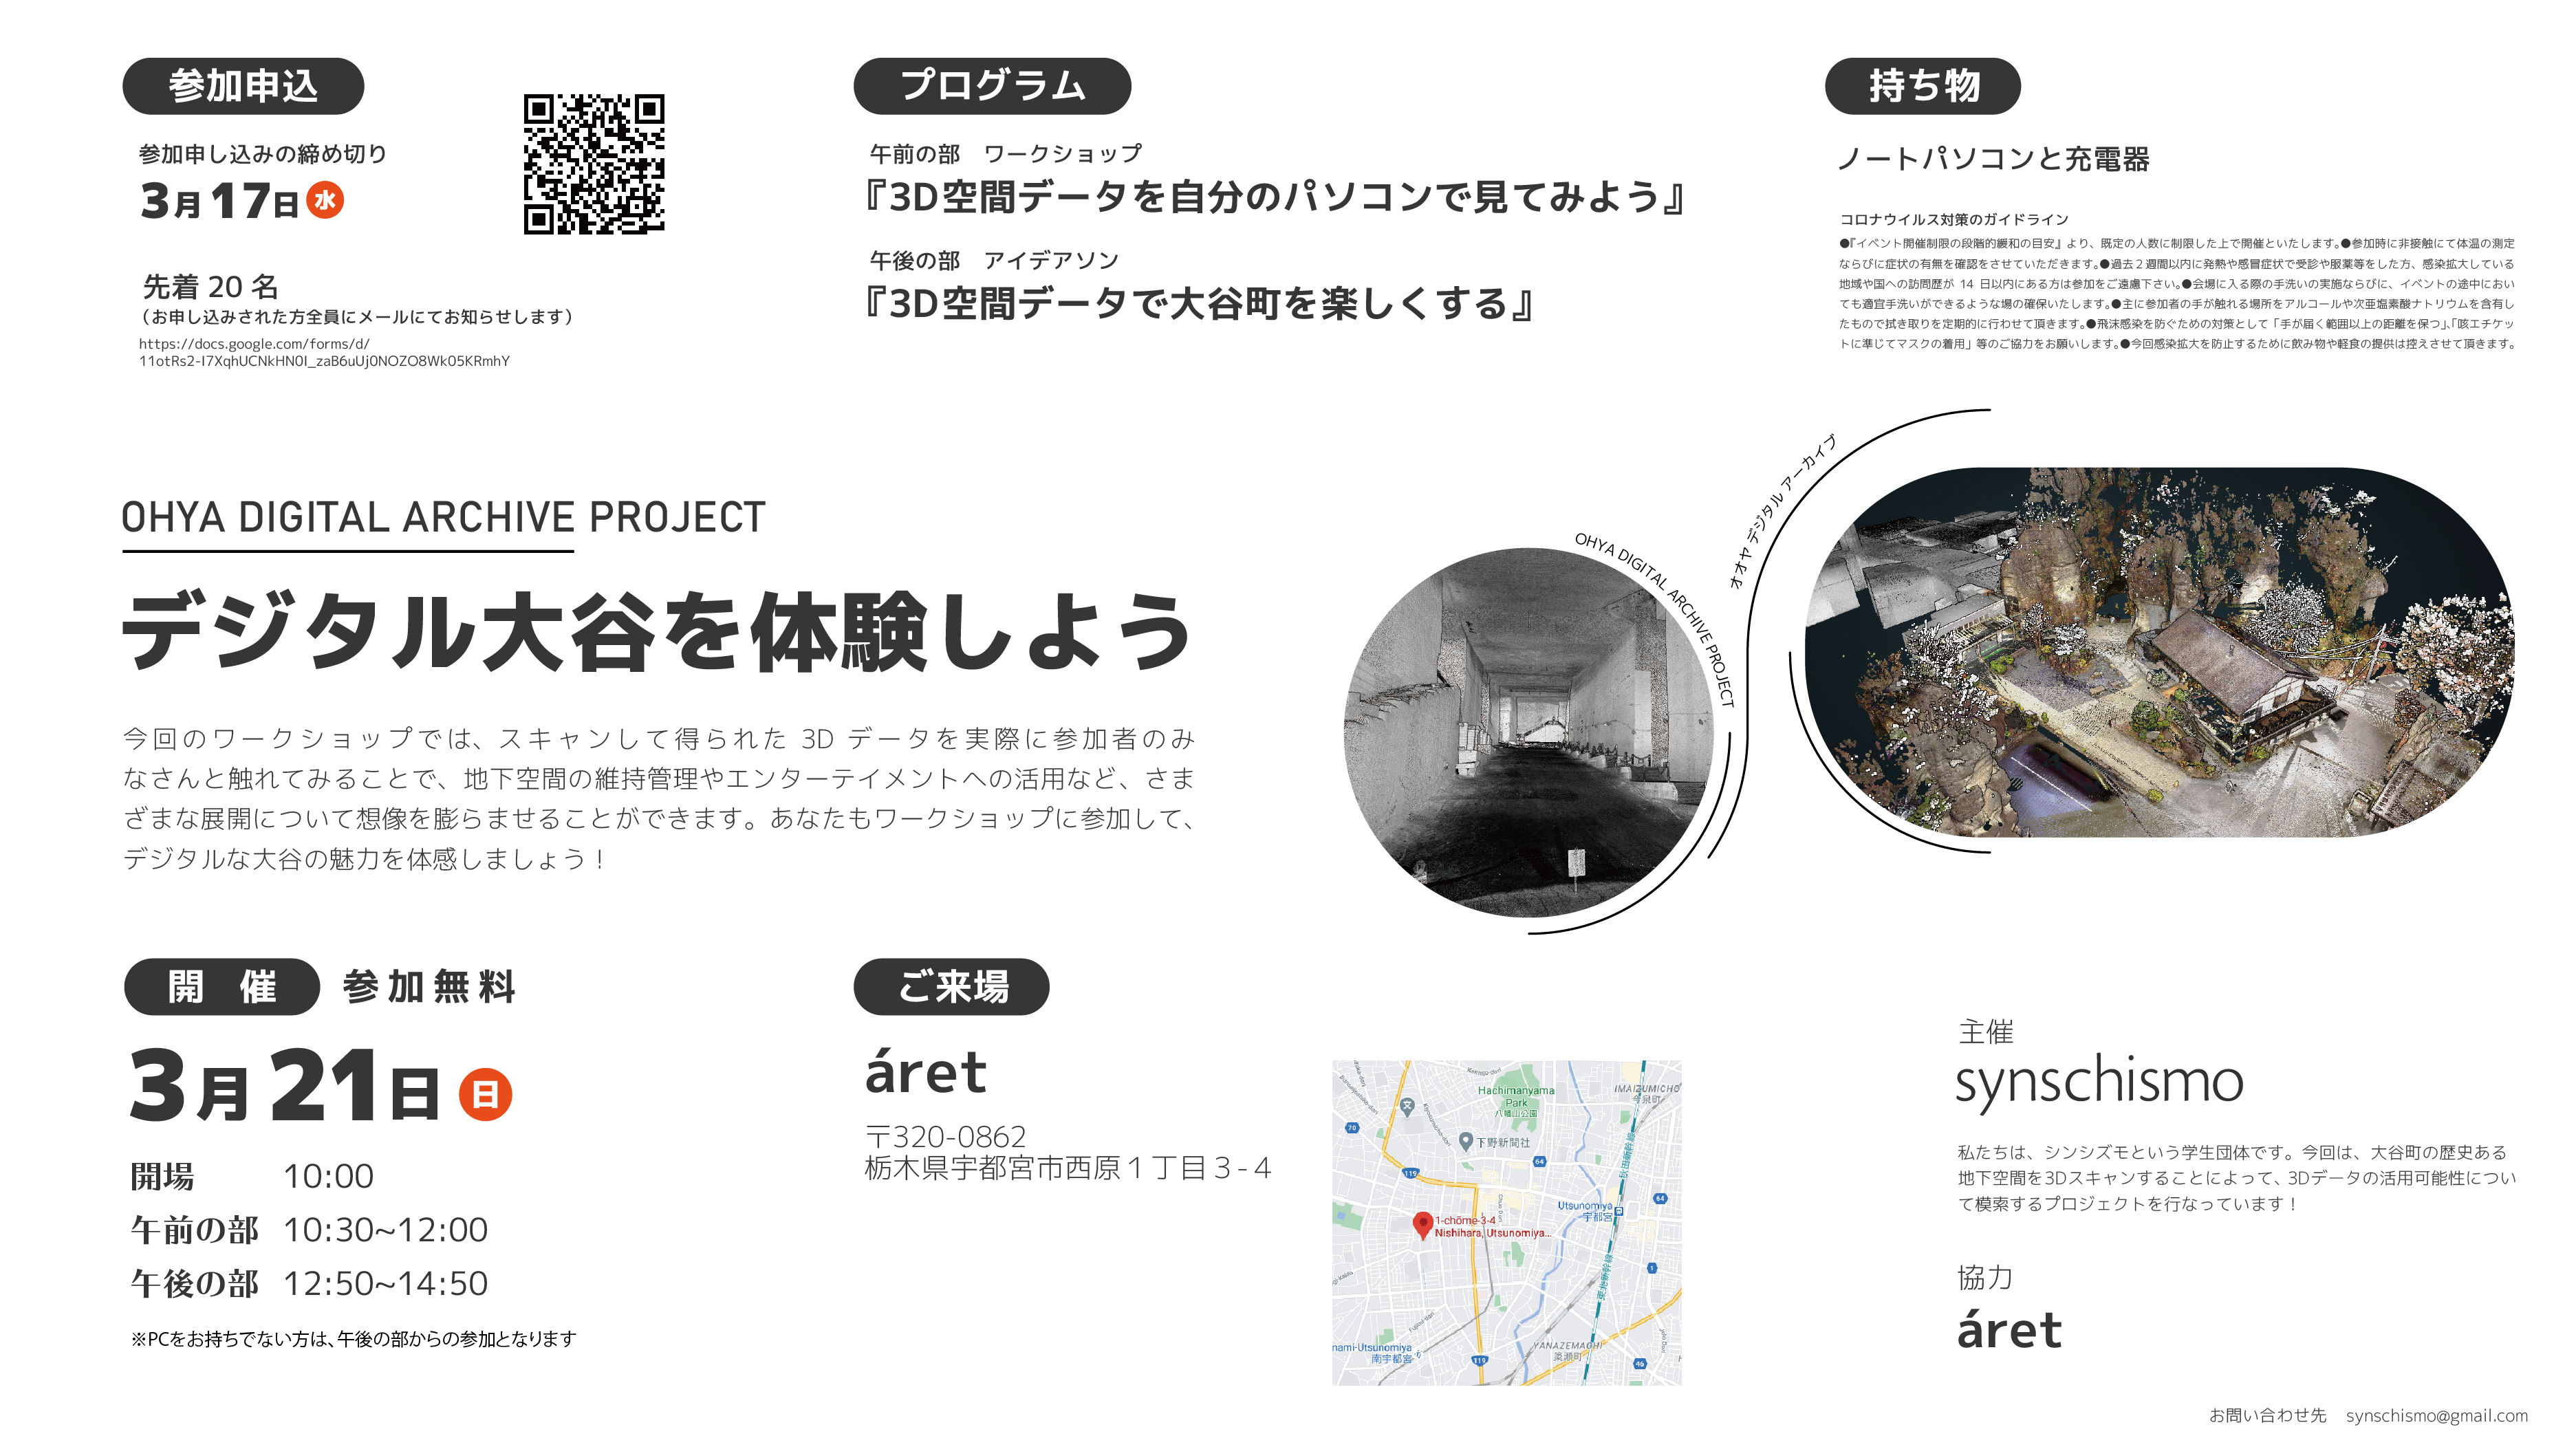 参加申込
参加申し込みの締め切り
3月17日 水
先着 20 名
（お申し込みされた方全員にメールにてお知らせします）
https://docs.google.com/forms/d/
11otRs2-I7XqhUCNkHN0I_zaB6uUj0NOZO8Wk05KRmhY
プログラム
午前の部　ワークショップ
『3D空間データを自分のパソコンで見てみよう』
午後の部　アイデアソン
『3D空間データで大谷町を楽しくする』
持ち物
ノートパソコンと充電器
コロナウイルス対策のガイドライン
●『イベント開催制限の段階的緩和の目安』より、既定の人数に制限した上で開催といたします。●参加時に非接触にて体温の測定
ならびに症状の有無を確認をさせていただきます。●過去２週間以内に発熱や感冒症状で受診や服薬等をした方、感染拡大している
地域や国への訪問歴が 14 日以内にある方は参加をご遠慮下さい。●会場に入る際の手洗いの実施ならびに、イベントの途中におい
ても適宜手洗いができるような場の確保いたします。●主に参加者の手が触れる場所をアルコールや次亜塩素酸ナトリウムを含有し
たもので拭き取りを定期的に行わせて頂きます。●飛沫感染を防ぐための対策として「手が届く範囲以上の距離を保つ」、「咳エチケッ
トに準じてマスクの着用」等のご協力をお願いします。●今回感染拡大を防止するために飲み物や軽食の提供は控えさせて頂きます。
OHYA DIGITAL ARCHIVE PROJECT
デジタル大谷を体験しよう
今回のワークショップでは、スキャンして得られた 3D データを実際に参加者のみ
なさんと触れてみることで、地下空間の維持管理やエンターテイメントへの活用など、さま
ざまな展開について想像を膨らませることができます。あなたもワークショップに参加して、
デジタルな大谷の魅力を体感しましょう！
OHYA DIGITAL ARCHIVE PROJECT
オオヤ デジタル アーカイブ
開　催　参加無料
3月21日 日
開場　10:00
午前の部　10:30~12:00
午後の部　12:50~14:50
※PCをお持ちでない方は、午後の部からの参加となります
ご来場
áret
〒320-0862
栃木県宇都宮市西原１丁目３-４
Hachimanyama
Park
八幡山公園
IMAIZUMICHO
今泉町
70
文
下野新聞社
64
119
64
Utsunomiya
宇都宮
1-chōme-3-4
Nishihara, Utsunomiya...
1
YANAZEMACHI
簗瀬町
nami-Utsunomiya
南宇都宮
119
46
主催
synschismo
私たちは、シンシズモという学生団体です。今回は、大谷町の歴史ある
地下空間を3Dスキャンすることによって、3Dデータの活用可能性につい
て模索するプロジェクトを行なっています！
協力
áret
お問い合わせ先　synschismo@gmail.com